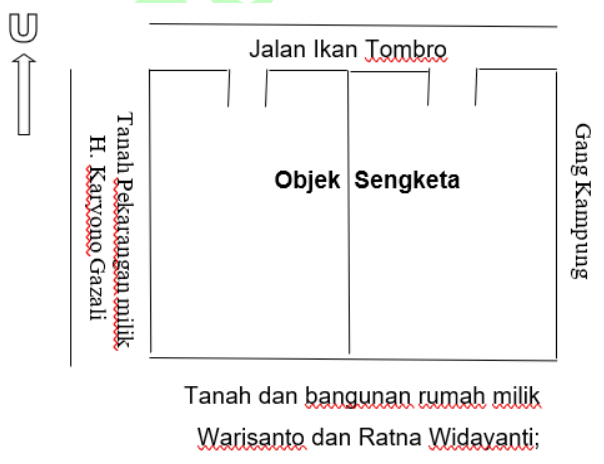 U
Jalan Ikan Tombro
Tanah Pekarangan milik
H. Karyono Gazali
Objek Sengketa
Gang Kampung
Tanah dan bangunan rumah milik
Warisanto dan Ratna Widayanti;